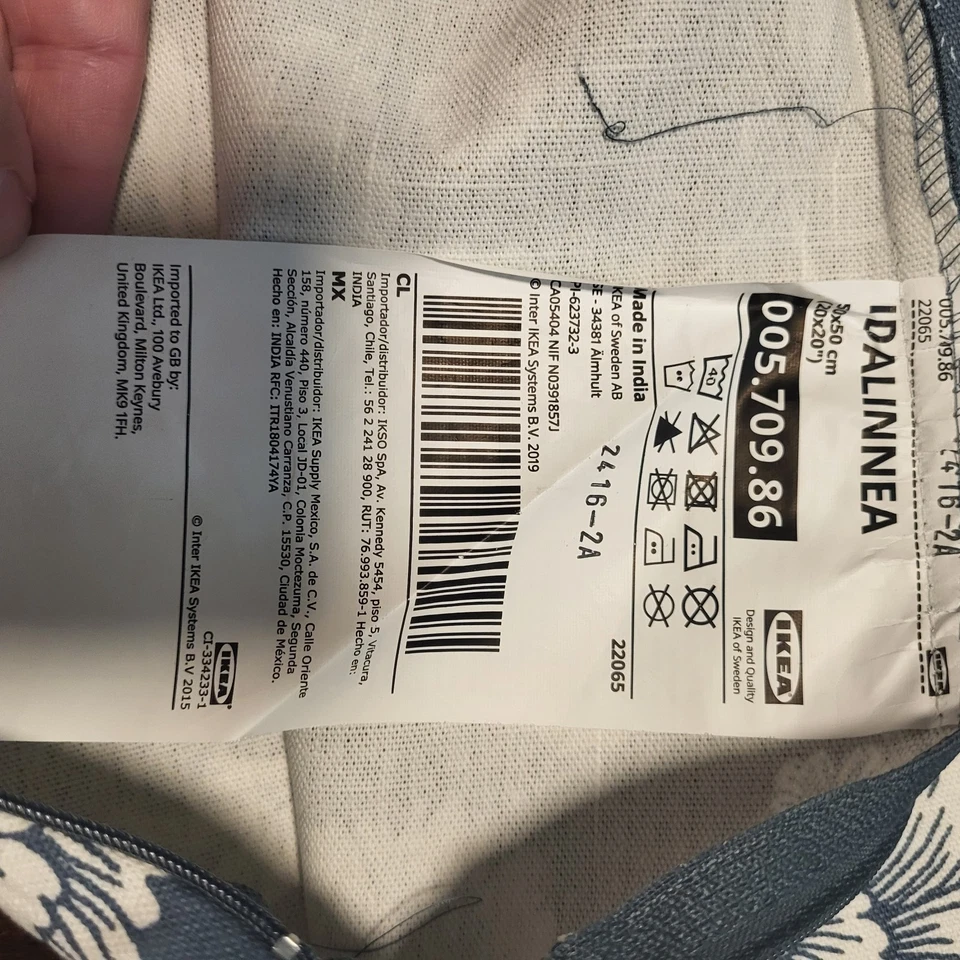 005.709.86
22065
2416-2A
IKEA
IDALINNEA
50x50 cm
(20x20")
IKEA®
Design and Quality
IKEA of Sweden
005.709.86
40
Made in India
IKEA of Sweden AB
SE - 34381 Älmhult
PI-623732-3
CA05404 NIF N0391857J
© Inter IKEA Systems B.V. 2019
2416-2A
22065
CL
Importador/distribuidor: IKSO SpA, Av. Kennedy 5454, piso 5, Vitacura,
Santiago, Chile, Tel.: 56 2 241 28 900, RUT: 76.993.859-1 Hecho en:
INDIA
MX
Importador/distribuidor: IKEA Supply Mexico, S.A. de C.V., Calle Oriente
158, número 440, Piso 3, Local JD-01, Colonia Moctezuma, Segunda
Sección, Alcaldía Venustiano Carranza, C.P. 15530, Ciudad de México.
Hecho en: INDIA RFC: ITR1804174YA
IKEA®
CI-334233-1
© Inter IKEA Systems B.V 2015
Imported to GB by:
IKEA Ltd., 100 Avebury
Boulevard, Milton Keynes,
United Kingdom, MK9 1FH.